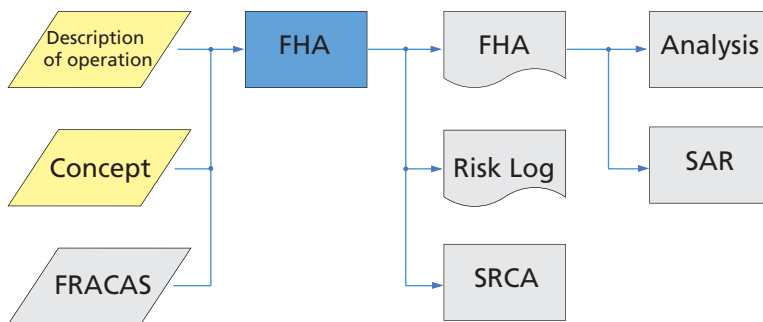 Description
of operation
FHA
FHA
Analysis
Concept
Risk Log
SAR
FRACAS
SRCA